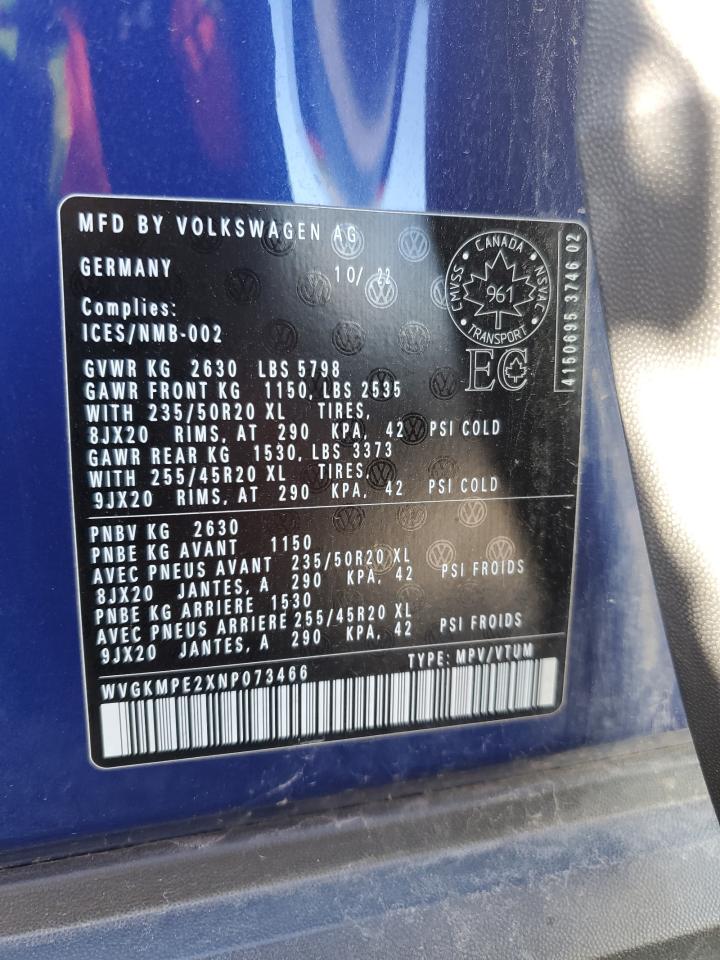 MFD BY VOLKSWAGEN AG
GERMANY 10/ 22
Complies:
ICES/NMB-002
CANADA
CMVSS NSVAC
961
TRANSPORT
EC
4150695 3746 02
GVWR KG 2630 LBS 5798
GAWR FRONT KG 1150, LBS 2535
WITH 235/50R20 XL TIRES,
8JX20 RIMS, AT 290 KPA, 42 PSI COLD
GAWR REAR KG 1530, LBS 3373
WITH 255/45R20 XL TIRES,
9JX20 RIMS, AT 290 KPA, 42 PSI COLD
PNBV KG 2630
PNBE KG AVANT 1150
AVEC PNEUS AVANT 235/50R20 XL
8JX20 JANTES, A 290 KPA, 42 PSI FROIDS
PNBE KG ARRIERE 1530
AVEC PNEUS ARRIERE 255/45R20 XL
9JX20 JANTES, A 290 KPA, 42 PSI FROIDS
TYPE: MPV/VTUM
WVGKMPE2XNP073466